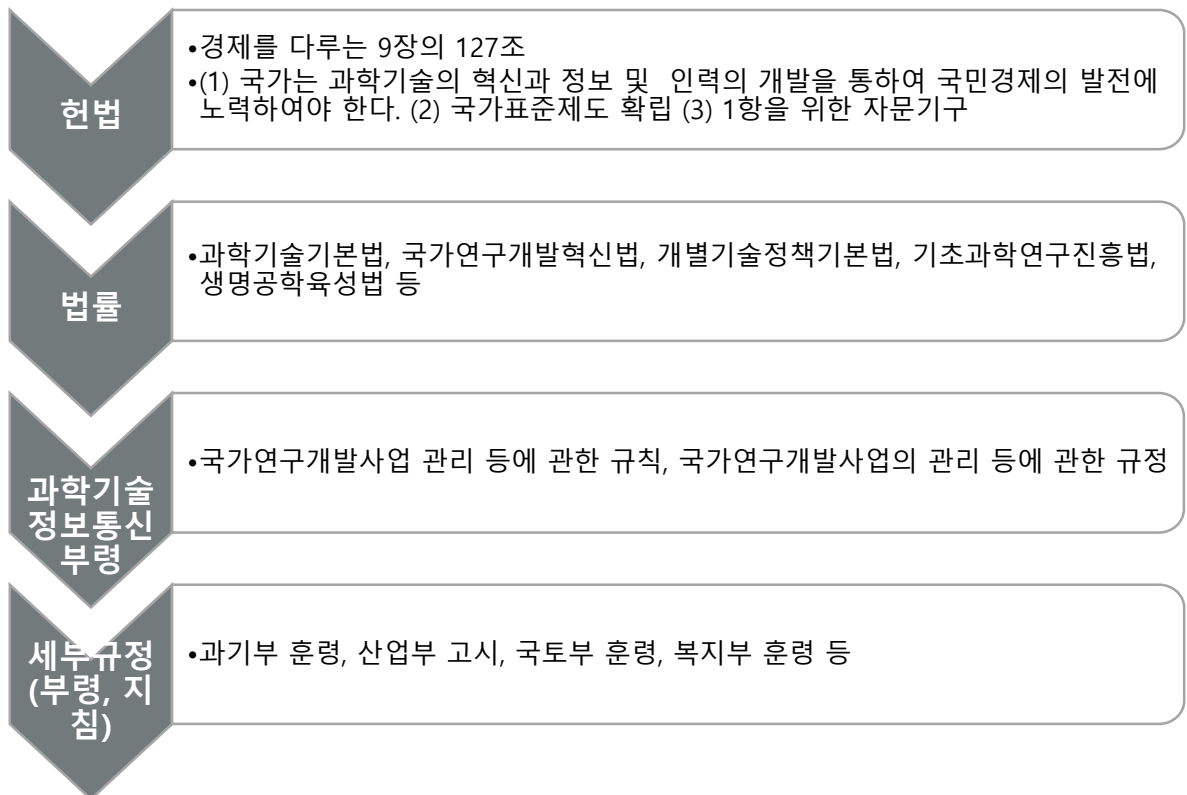 헌법
•경제를 다루는 9장의 127조
•(1) 국가는 과학기술의 혁신과 정보 및 인력의 개발을 통하여 국민경제의 발전에
노력하여야 한다. (2) 국가표준제도 확립 (3) 1항을 위한 자문기구
법률
•과학기술기본법, 국가연구개발혁신법, 개별기술정책기본법, 기초과학연구진흥법,
생명공학육성법 등
과학기술
정보통신
부령
•국가연구개발사업 관리 등에 관한 규칙, 국가연구개발사업의 관리 등에 관한 규정
세부규정
(부령, 지
침)
•과기부 훈령, 산업부 고시, 국토부 훈령, 복지부 훈령 등